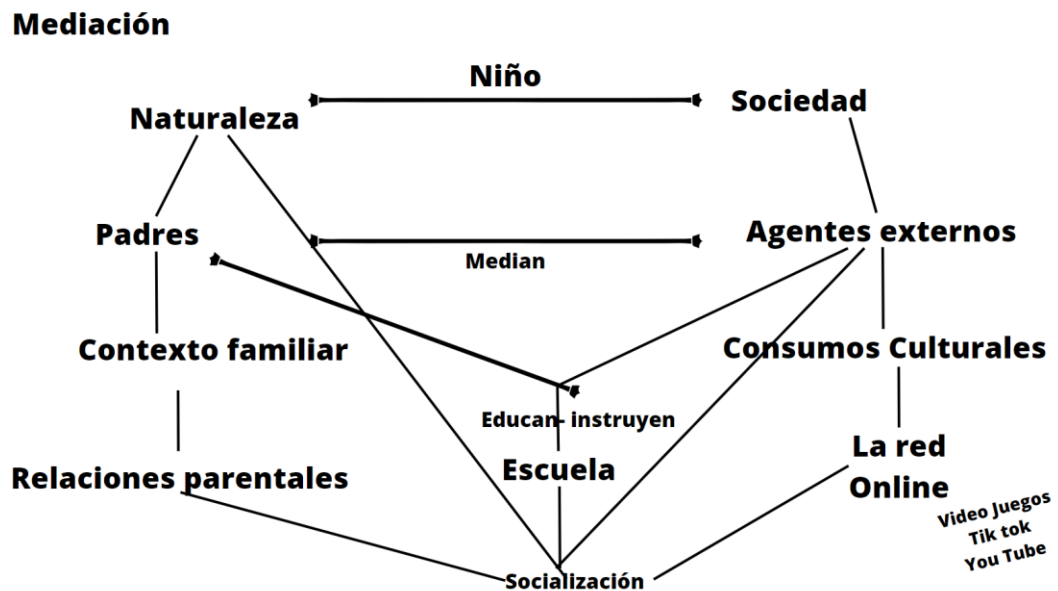 Mediación
Niño
Naturaleza
Sociedad
Padres
Agentes externos
Median
Contexto familiar
Consumos Culturales
Educan- instruyen
La red
Online
Escuela
Relaciones parentales
Video Juegos
Tik tok
You Tube
Socialización